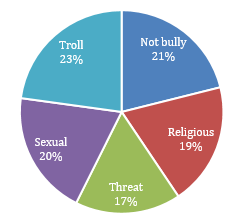 Troll
23%
Not bully
21%
Religious
19%
Threat
17%
Sexual
20%